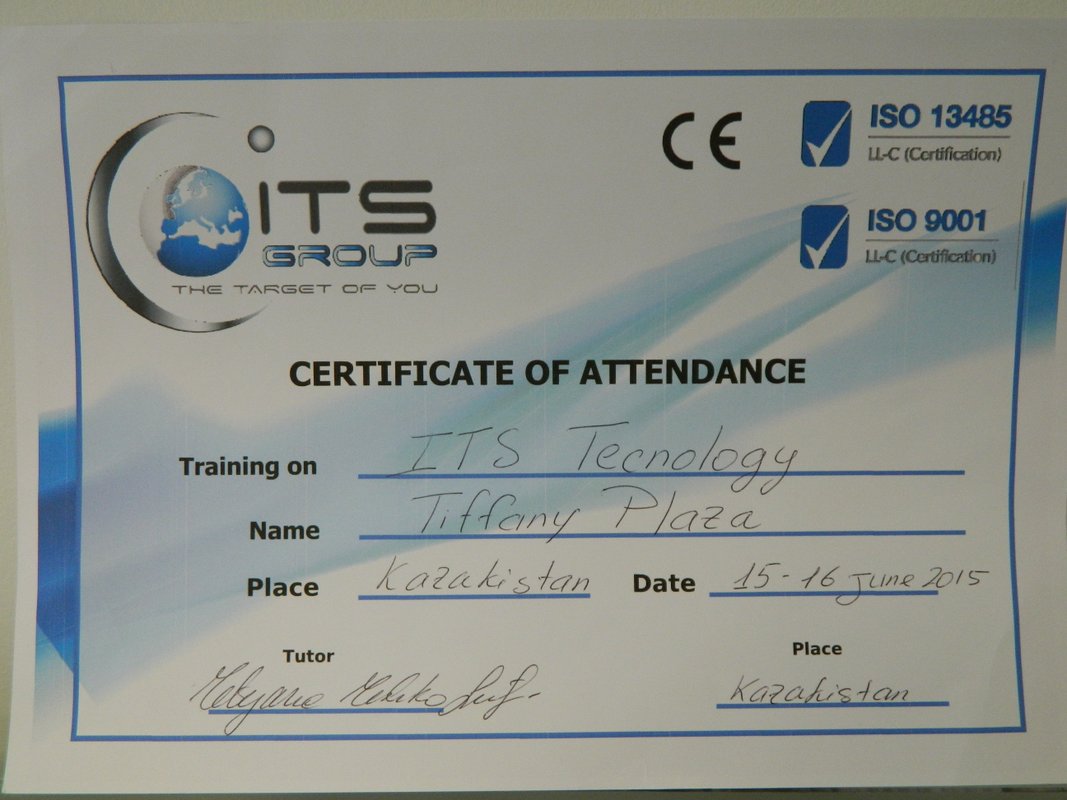 CE
ISO 13485
LL-C (Certification)
ISO 9001
LL-C (Certification)
ITS
GROUP
THE TARGET OF YOU
CERTIFICATE OF ATTENDANCE
Training on ITS Tecnology
Name Tiffany Plaza
Place Kazakistan Date 15-16 june 2015
Tutor Place
Kazakistan